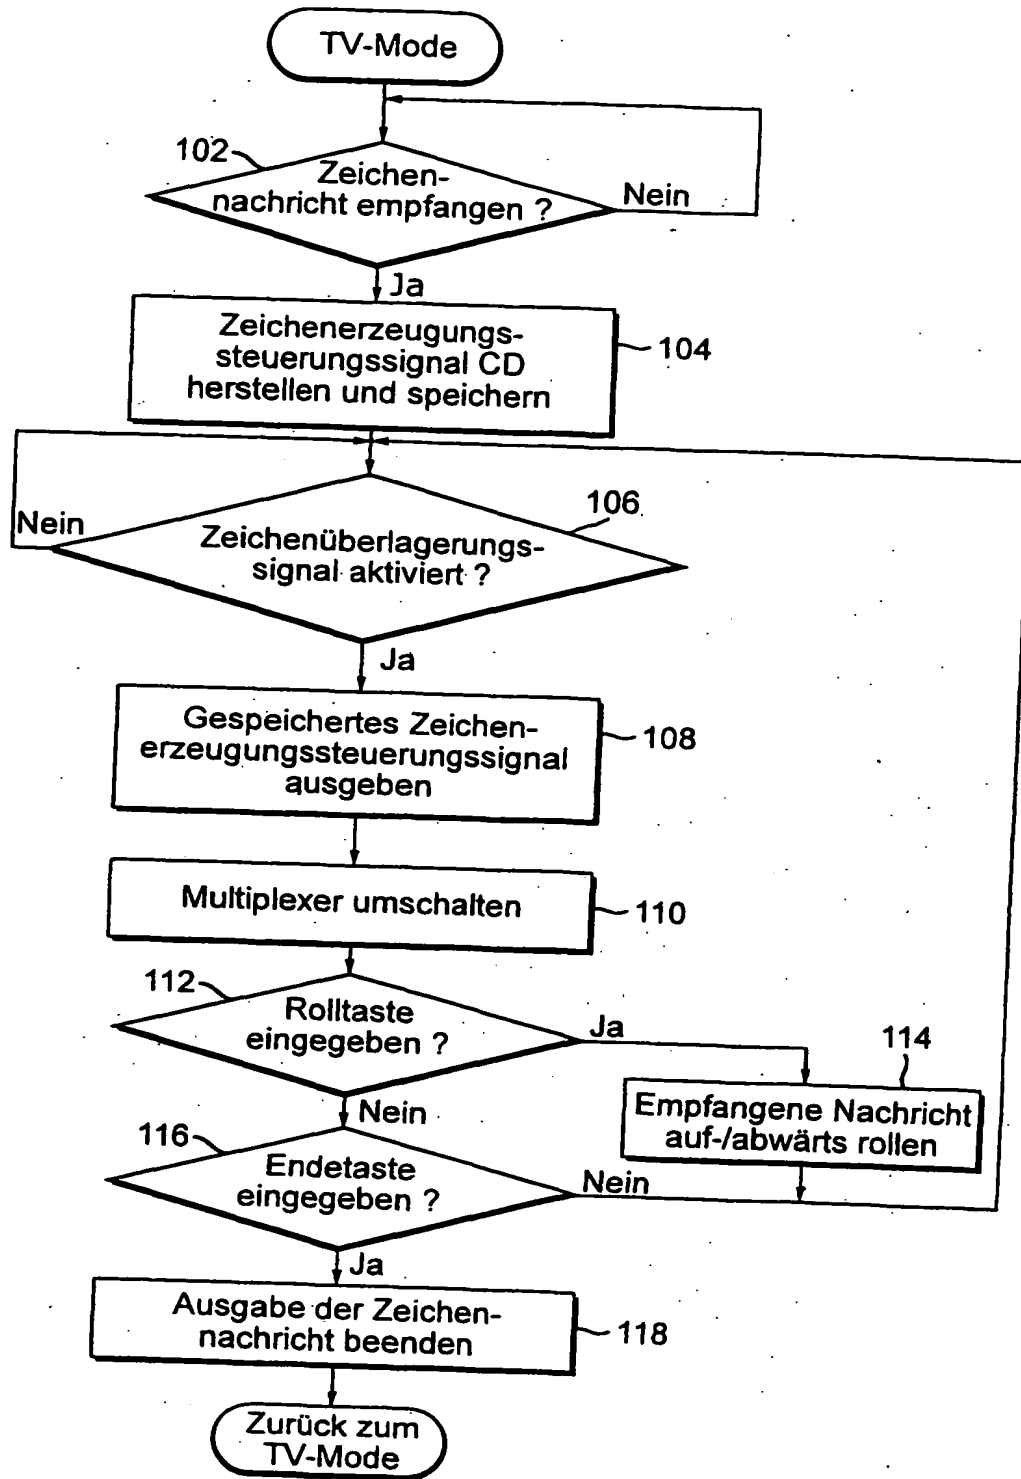 TV-Mode
102
Zeichen-
nachricht empfangen ?
Nein
Ja
Zeichenerzeugungs-
steuerungssignal CD
herstellen und speichern
104
Nein
106
Zeichenüberlagerungs-
signal aktiviert ?
Ja
Gespeichertes Zeichen-
erzeugungssteuerungssignal
ausgeben
108
Multiplexer umschalten
110
112
Rolltaste
eingegeben ?
Ja
114
Empfangene Nachricht
auf-/abwärts rollen
Nein
116
Endetaste
eingegeben ?
Nein
Ja
Ausgabe der Zeichen-
nachricht beenden
118
Zurück zum
TV-Mode